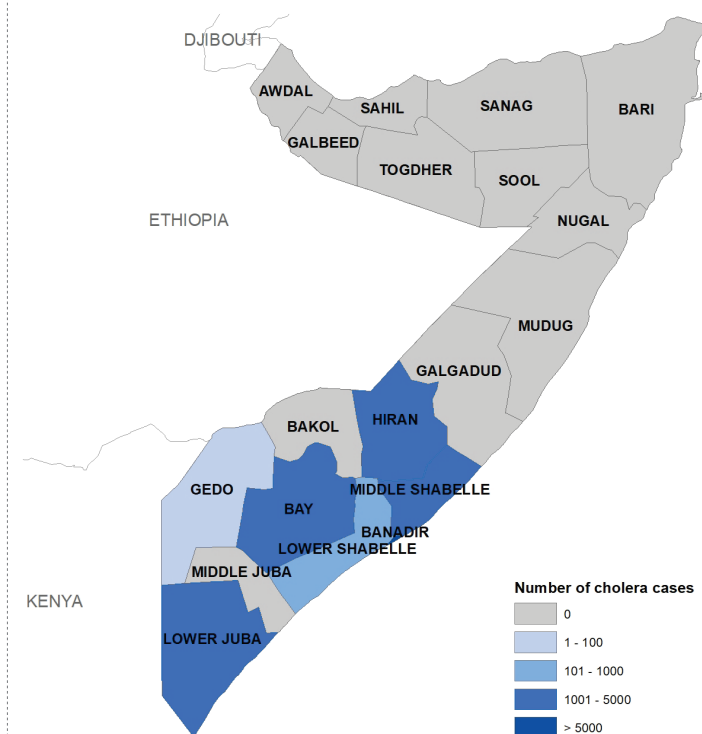 DJIBOUTI
AWDAL
SAHIL
SANAG
BARI
GALBEED
TOGDHER
SOOL
ETHIOPIA
NUGAL
MUDUG
GALGADUD
HIRAN
BAKOL
GEDO
MIDDLE SHABELLE
BAY
BANADIR
LOWER SHABELLE
MIDDLE JUBA
KENYA
LOWER JUBA
Number of cholera cases
0
1 - 100
101 - 1000
1001 - 5000
> 5000